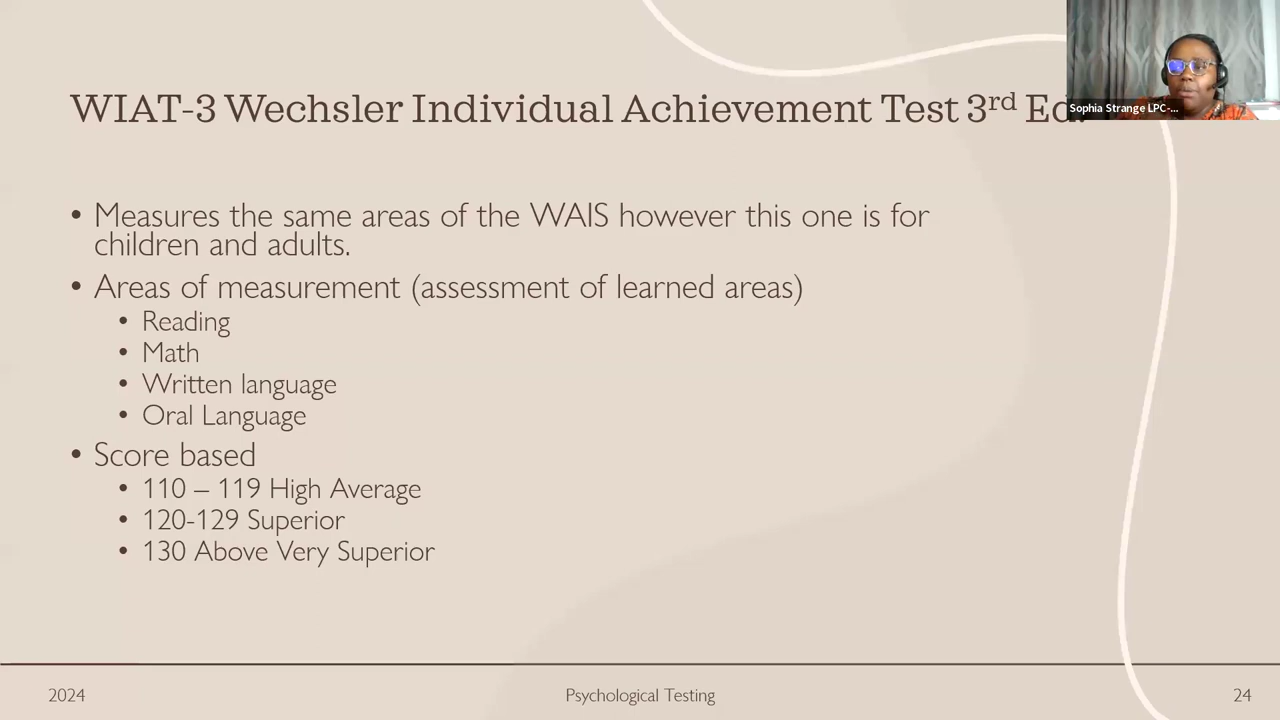 WIAT-3 Wechsler Individual Achievement Test 3rd Ed.
Sophia Strange LPC-...
• Measures the same areas of the WAIS however this one is for
children and adults.
• Areas of measurement (assessment of learned areas)
• Reading
• Math
• Written language
• Oral Language
• Score based
• 110 – 119 High Average
• 120-129 Superior
• 130 Above Very Superior
2024
Psychological Testing
24